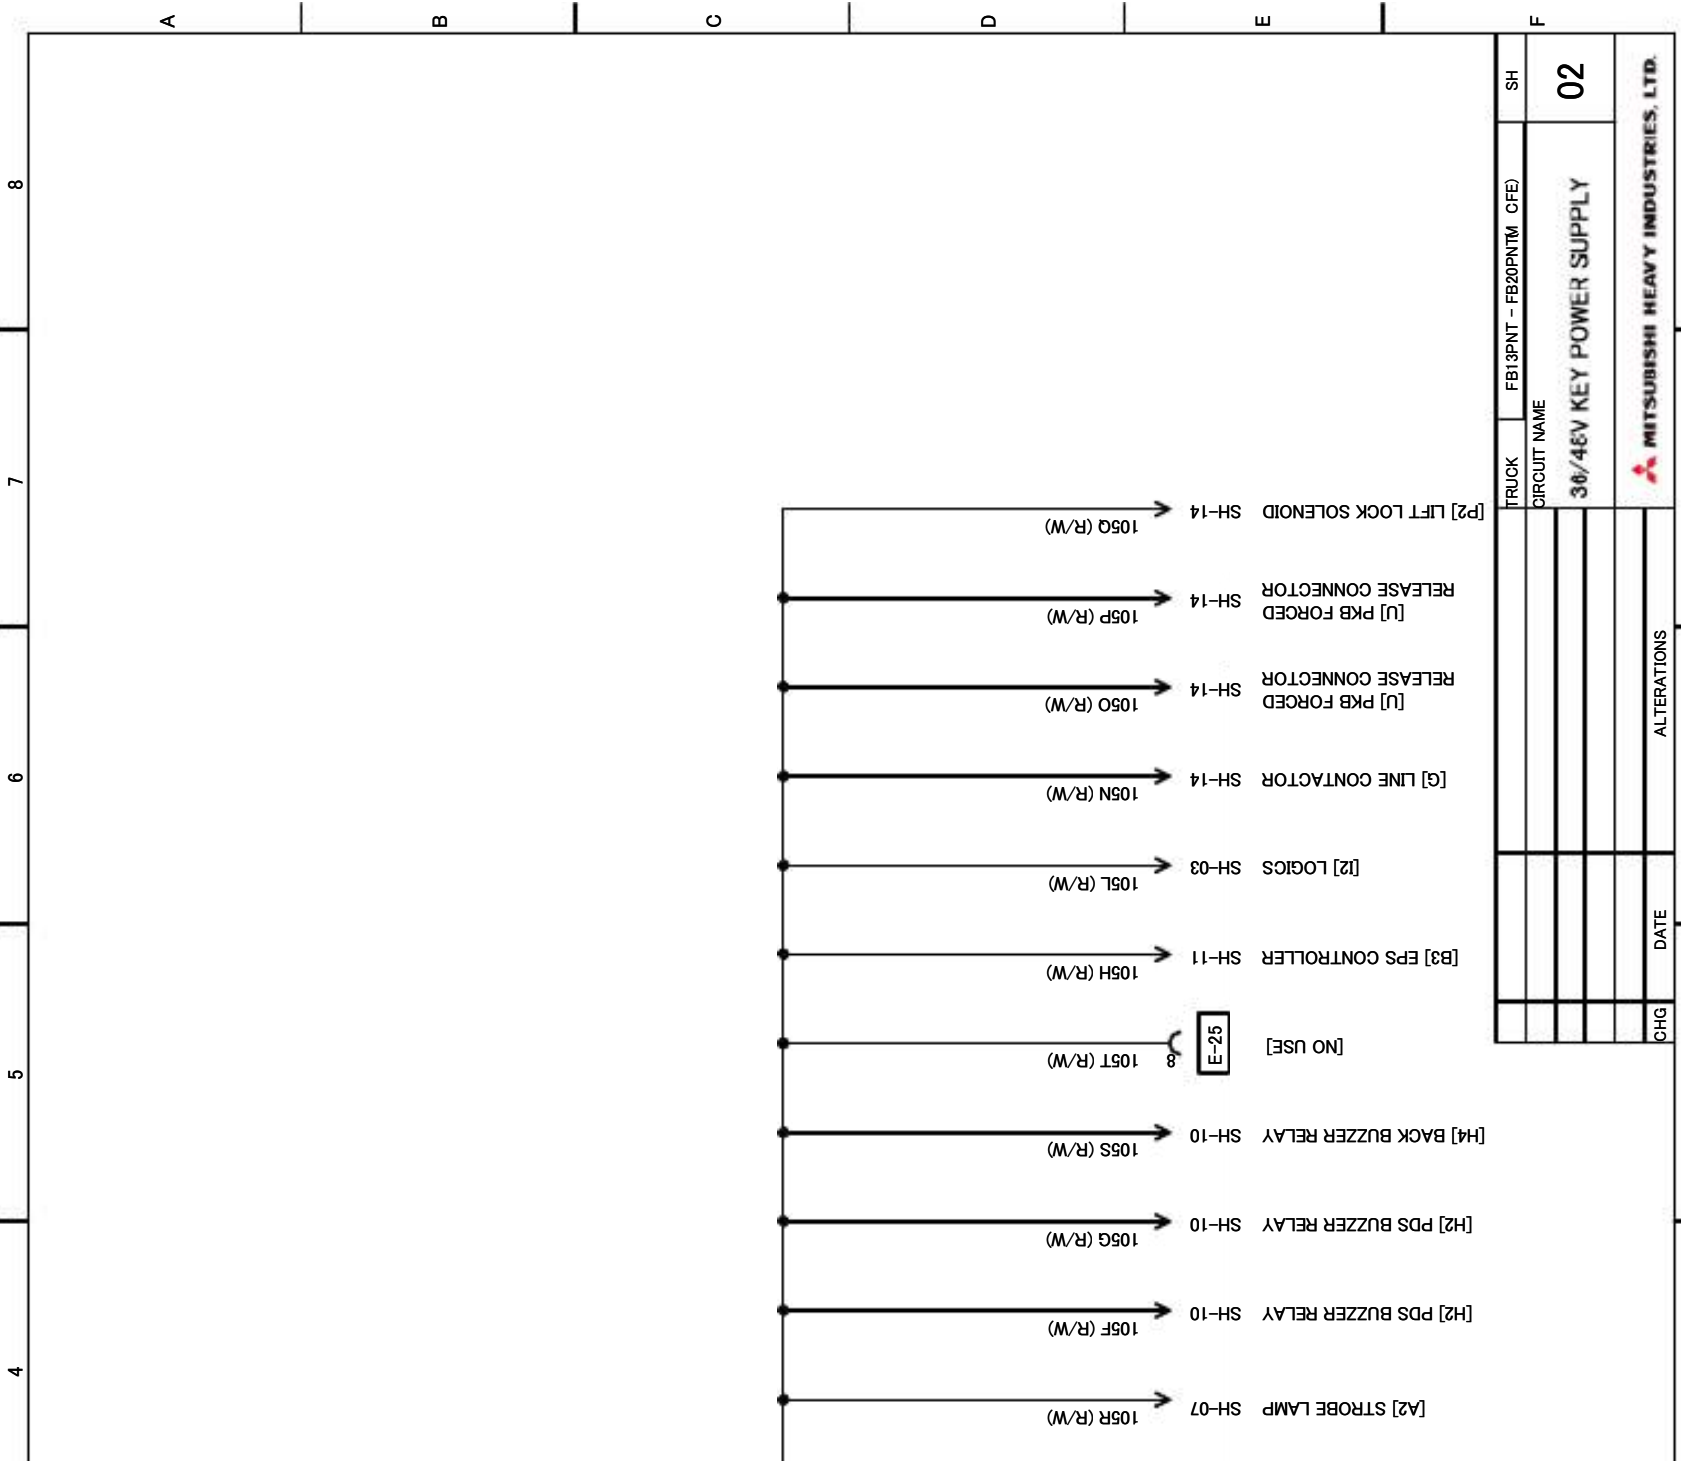 A
B
C
D
E
F
8
7
6
5
4
SH
02
FB13PNT - FB20PNT(M CFE)
TRUCK
CIRCUIT NAME
36/48V KEY POWER SUPPLY
MITSUBISHI HEAVY INDUSTRIES, LTD.
ALTERATIONS
DATE
CHG
105Q (R/W)
SH-14
[P2] LIFT LOCK SOLENOID
105P (R/W)
SH-14
[U] PKB FORCED
RELEASE CONNECTOR
105O (R/W)
SH-14
[U] PKB FORCED
RELEASE CONNECTOR
105N (R/W)
SH-14
[G] LINE CONTACTOR
105L (R/W)
SH-03
[I2] LOGICS
105H (R/W)
SH-11
[B3] EPS CONTROLLER
105T (R/W)
8
E-25
[NO USE]
105S (R/W)
SH-10
[H4] BACK BUZZER RELAY
105G (R/W)
SH-10
[H2] PDS BUZZER RELAY
105F (R/W)
SH-10
[H2] PDS BUZZER RELAY
105R (R/W)
SH-07
[A2] STROBE LAMP